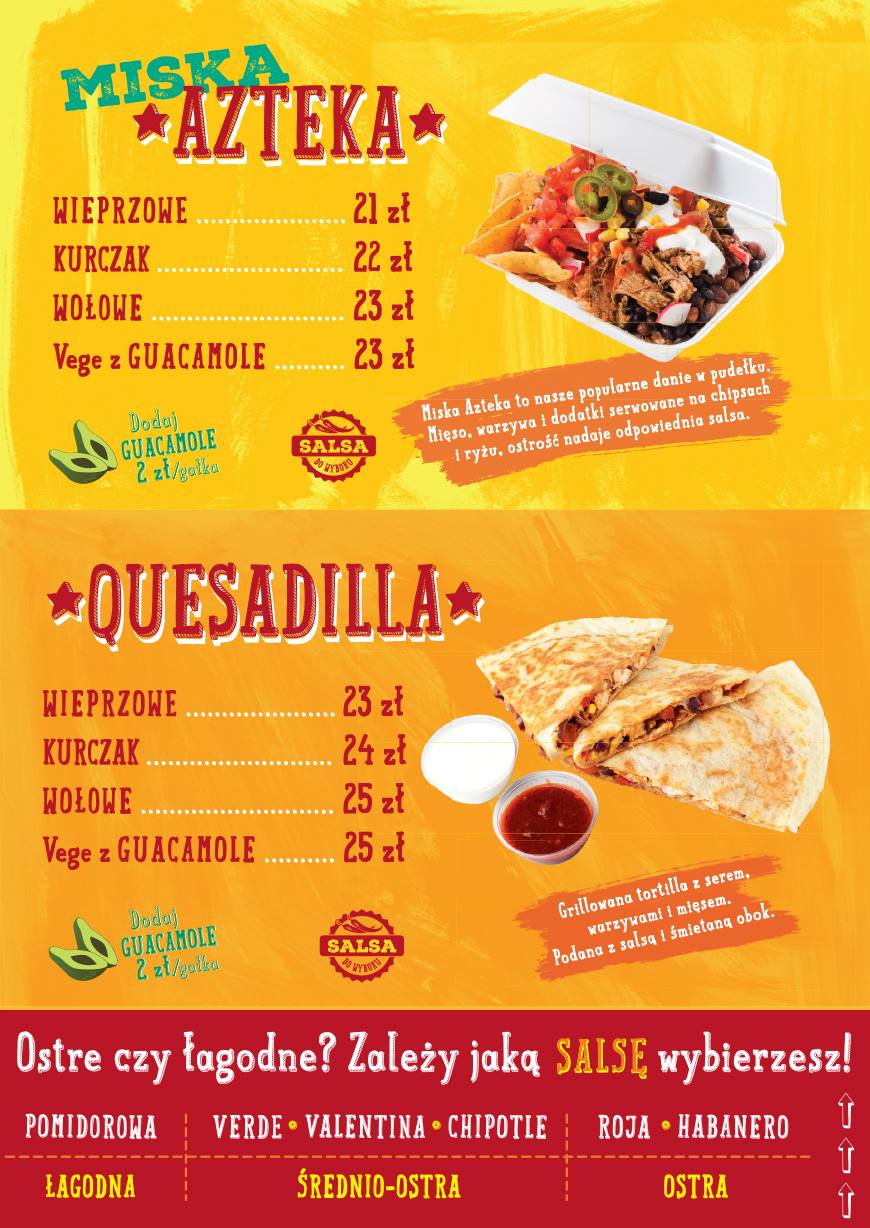 MISKA
AZTEKA
WIEPRZOWE ..................... 21 zł
KURCZAK .......................... 22 zł
WOŁOWE ........................... 23 zł
Vege z GUACAMOLE .......... 23 zł
Dodaj
GUACAMOLE
2 zł/gałka
SALSA
DO WYBORU
Miska Azteka to nasze popularne danie w pudełku.
Mięso, warzywa i dodatki serwowane na chipsach
i ryżu, ostrość nadaje odpowiednia salsa.
QUESADILLA
WIEPRZOWE ..................... 23 zł
KURCZAK .......................... 24 zł
WOŁOWE ........................... 25 zł
Vege z GUACAMOLE .......... 25 zł
Dodaj
GUACAMOLE
2 zł/gałka
SALSA
DO WYBORU
Grillowana tortilla z serem,
warzywami i mięsem.
Podana z salsą i śmietaną obok.
Ostre czy łagodne? Zależy jaką SALSĘ wybierzesz!
POMIDOROWA
VERDE • VALENTINA • CHIPOTLE
ROJA • HABANERO
ŁAGODNA
ŚREDNIO-OSTRA
OSTRA